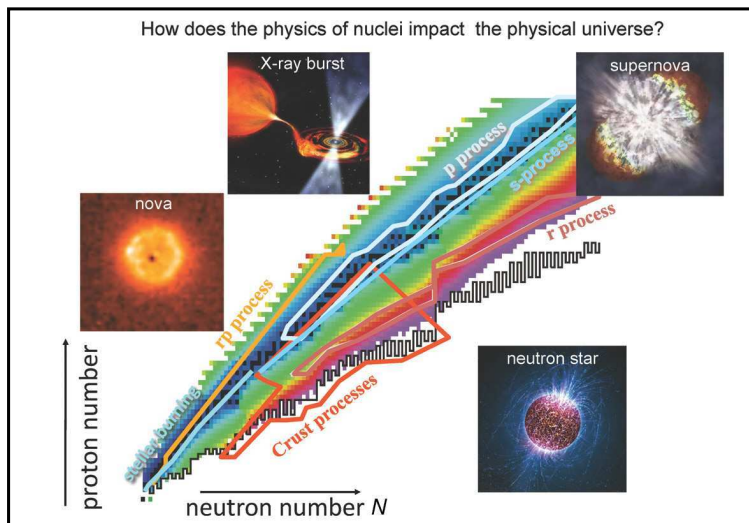 How does the physics of nuclei impact the physical universe?
X-ray burst
supernova
nova
p process
s-process
r process
rp process
stellar burning
Crust processes
neutron star
proton number
neutron number N